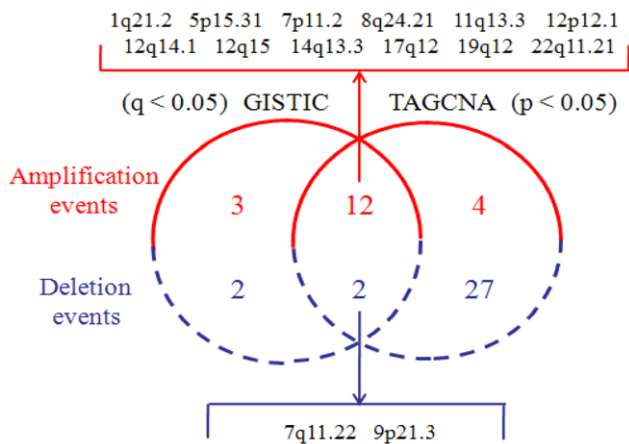 1q21.2 5p15.31 7p11.2 8q24.21 11q13.3 12p12.1
12q14.1 12q15 14q13.3 17q12 19q12 22q11.21
(q < 0.05) GISTIC TAGCNA (p < 0.05)
Amplification
events
3 12 4
Deletion
events
2 2 27
7q11.22 9p21.3